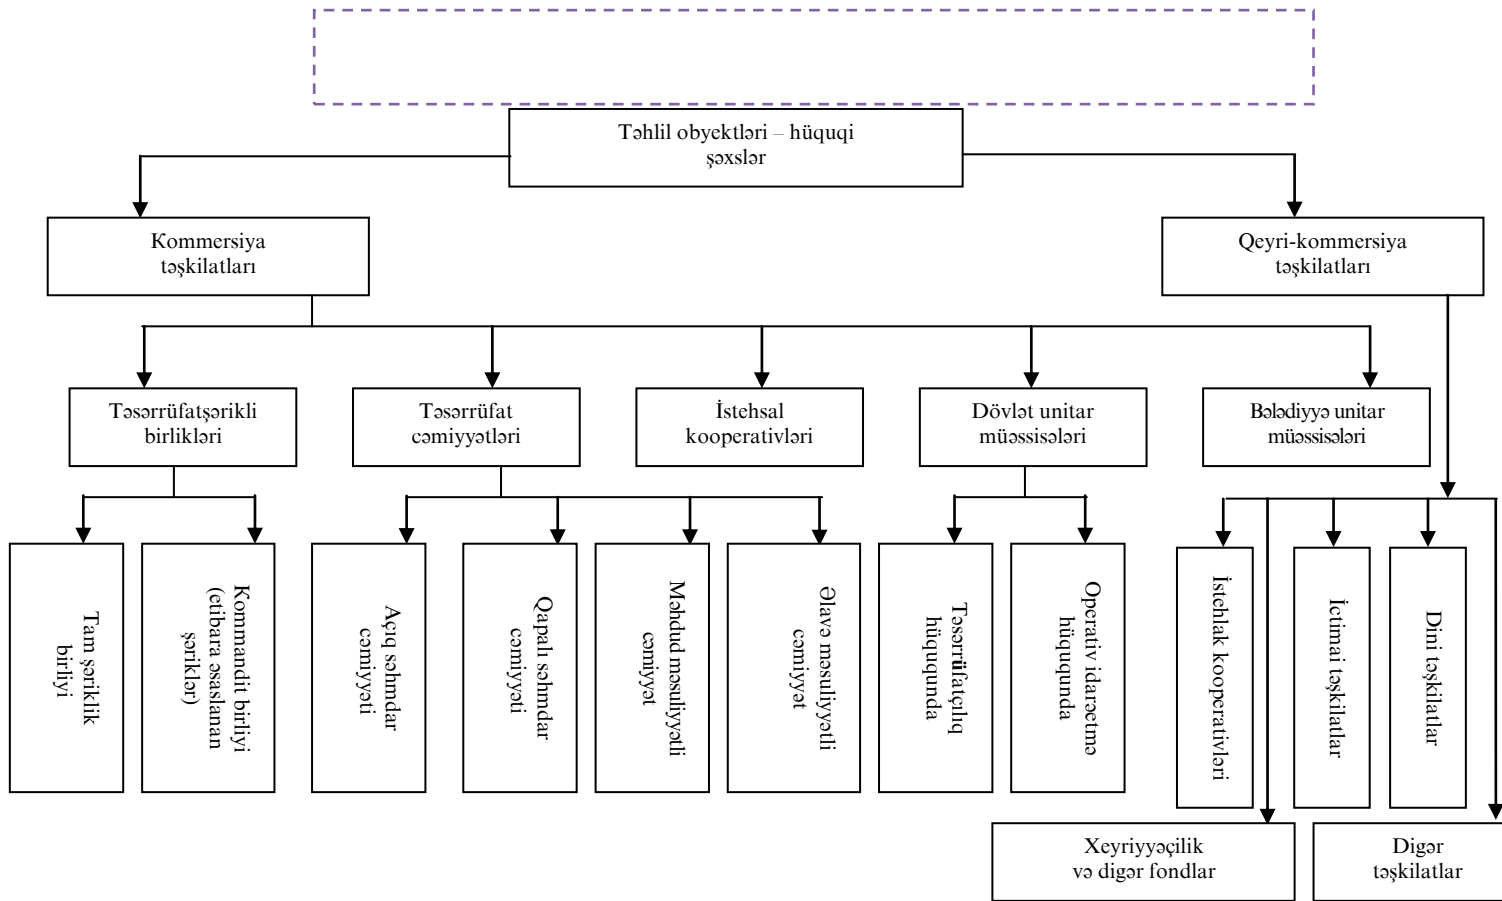 Təhlil obyektləri – hüquqi
şəxslər
Kommersiya
təşkilatları
Qeyri-kommersiya
təşkilatları
Təsərrüfatşərikli
birlikləri
Təsərrüfat
cəmiyyətləri
İstehsal
kooperativləri
Dövlət unitar
müəssisələri
Bələdiyyə unitar
müəssisələri
Tam şəriklik
birliyi
Kommandit birliyi
(etibara əsaslanan
şəriklər)
Açıq səhmdar
cəmiyyəti
Qapalı səhmdar
cəmiyyəti
Məhdud məsuliyyətli
cəmiyyət
Əlavə məsuliyyətli
cəmiyyət
Təsərrüfatçılıq
hüququnda
Operativ idarəetmə
hüququnda
İstehlak kooperativləri
İctimai təşkilatlar
Dini təşkilatlar
Xeyriyyəçilik
və digər fondlar
Digər
təşkilatlar